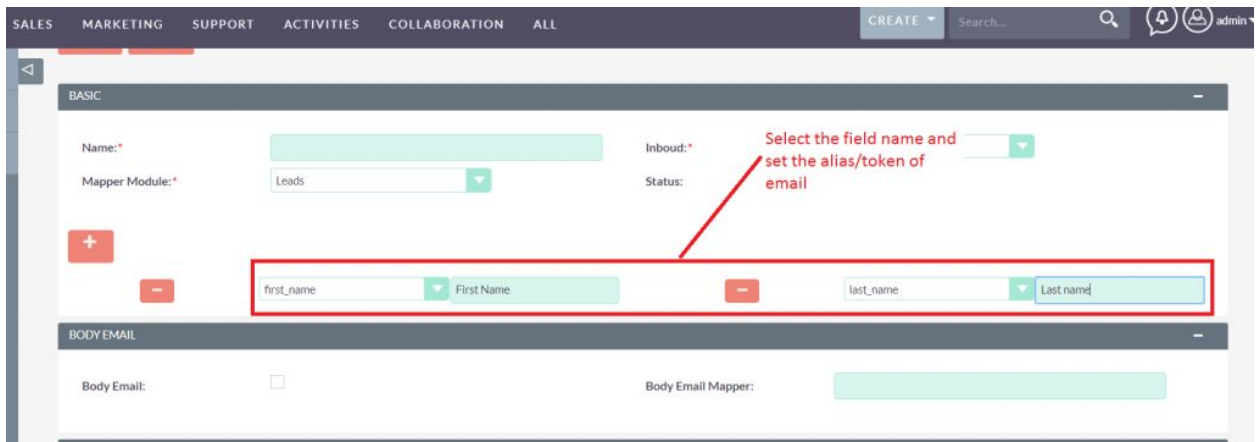 SALES MARKETING SUPPORT ACTIVITIES COLLABORATION ALL CREATE Search... admin
BASIC
Name:* Inboud:*
Select the field name and
set the alias/token of
email
Mapper Module:* Leads Status:
+
first_name First Name last_name Last name
BODY EMAIL
Body Email: Body Email Mapper: